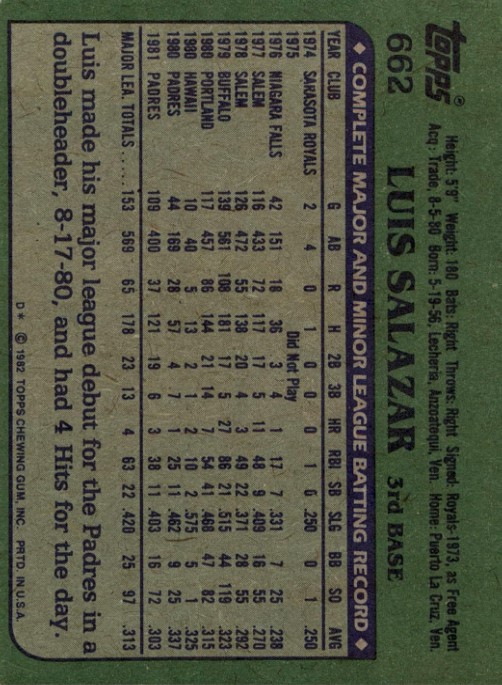 TOPPS®
662 LUIS SALAZAR 3rd BASE
Height: 5'9" Weight: 180 Bats: Right Throws: Right Signed: Royals-1973, as Free Agent
Acq: Trade, 8-5-80 Born: 5-19-56, Lecheria, Anzoatoqui, Ven. Home: Puerto La Cruz, Ven.
◆ COMPLETE MAJOR AND MINOR LEAGUE BATTING RECORD ◆
YEAR CLUB G AB R H 2B 3B HR RBI SB SLG BB SO AVG
1974 SARASOTA ROYALS 2 4 0 1 0 0 0 1 0 .250 0 1 .250
1975 Did Not Play
1976 NIAGARA FALLS 42 151 18 36 3 4 1 17 7 .331 7 25 .238
1977 SALEM 116 433 72 117 17 5 11 48 9 .409 16 55 .270
1978 SALEM 126 472 55 138 20 4 3 49 22 .371 28 55 .292
1979 BUFFALO 139 561 108 181 17 5 27 86 21 .515 44 119 .323
1980 PORTLAND 117 457 86 144 21 14 7 54 41 .468 47 82 .315
1980 HAWAII 10 40 5 13 2 1 2 10 2 .575 5 1 .325
1980 PADRES 44 169 28 57 4 7 1 25 11 .462 9 25 .337
1981 PADRES 109 400 37 121 19 6 3 38 11 .403 16 72 .303
MAJOR LEA. TOTALS ..... 153 569 65 178 23 13 4 63 22 .420 25 97 .313
Luis made his major league debut for the Padres in a
doubleheader, 8-17-80, and had 4 Hits for the day.
D* © 1982 TOPPS CHEWING GUM, INC. PRTD. IN U.S.A.